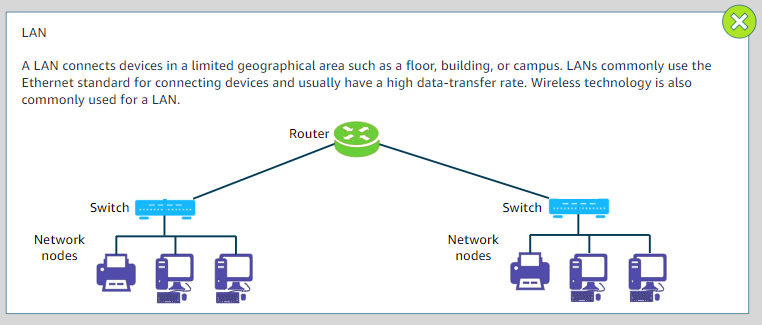 LAN
A LAN connects devices in a limited geographical area such as a floor, building, or campus. LANs commonly use the
Ethernet standard for connecting devices and usually have a high data-transfer rate. Wireless technology is also
commonly used for a LAN.
Router
Switch
Switch
Network
nodes
Network
nodes